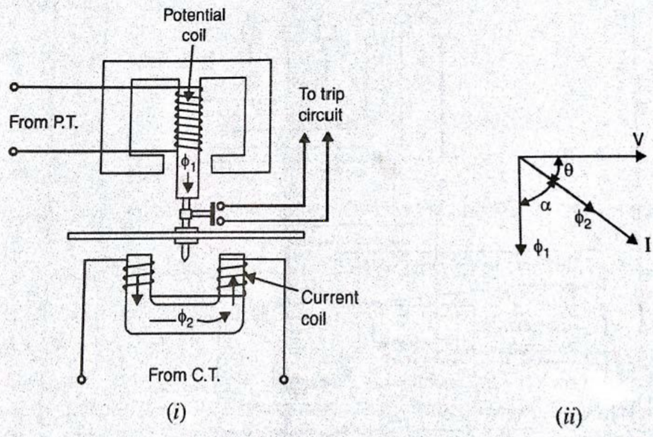 Potential
coil
From P.T.
To trip
circuit
ϕ1
ϕ2
Current
coil
From C.T.
(i)
V
θ
α
ϕ2
ϕ1
I
(ii)